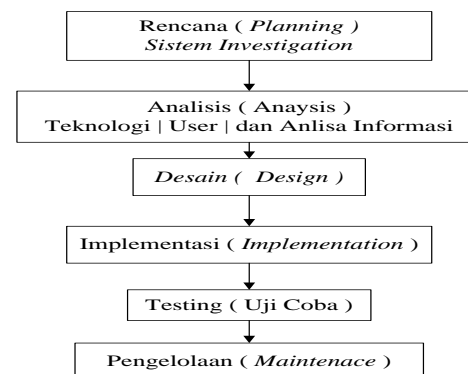 Rencana ( Planning )
Sistem Investigation
Analisis ( Anaysis )
Teknologi | User | dan Anlisa Informasi
Desain ( Design )
Implementasi ( Implementation )
Testing ( Uji Coba )
Pengelolaan ( Maintenace )